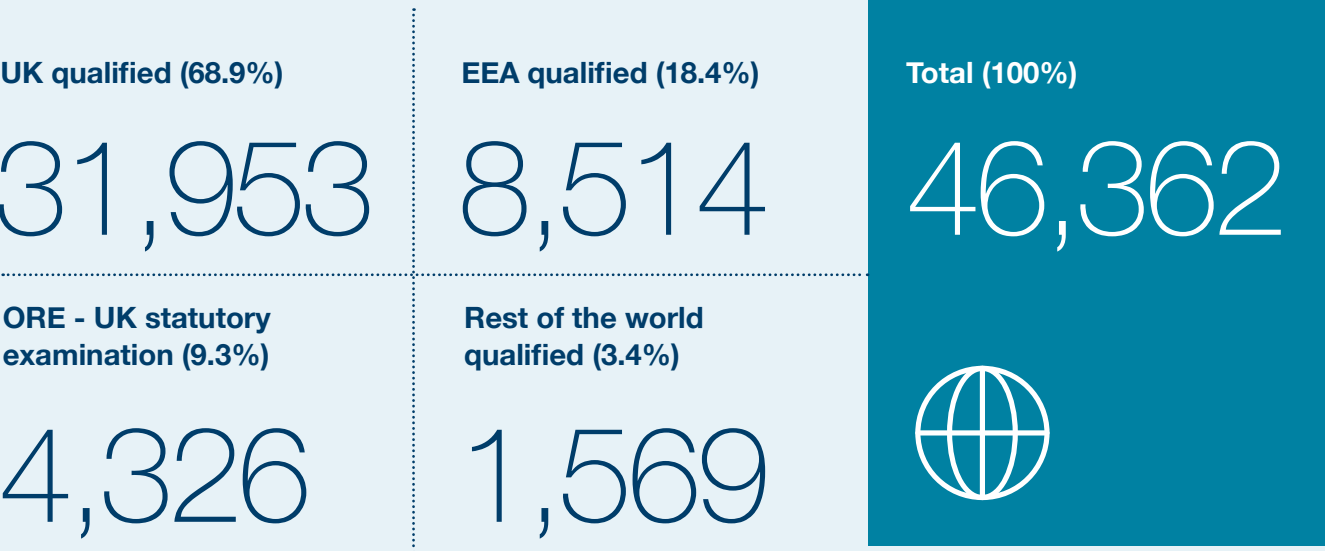 UK qualified (68.9%)
31,953
EEA qualified (18.4%)
8,514
Total (100%)
46,362
ORE - UK statutory
examination (9.3%)
4,326
Rest of the world
qualified (3.4%)
1,569